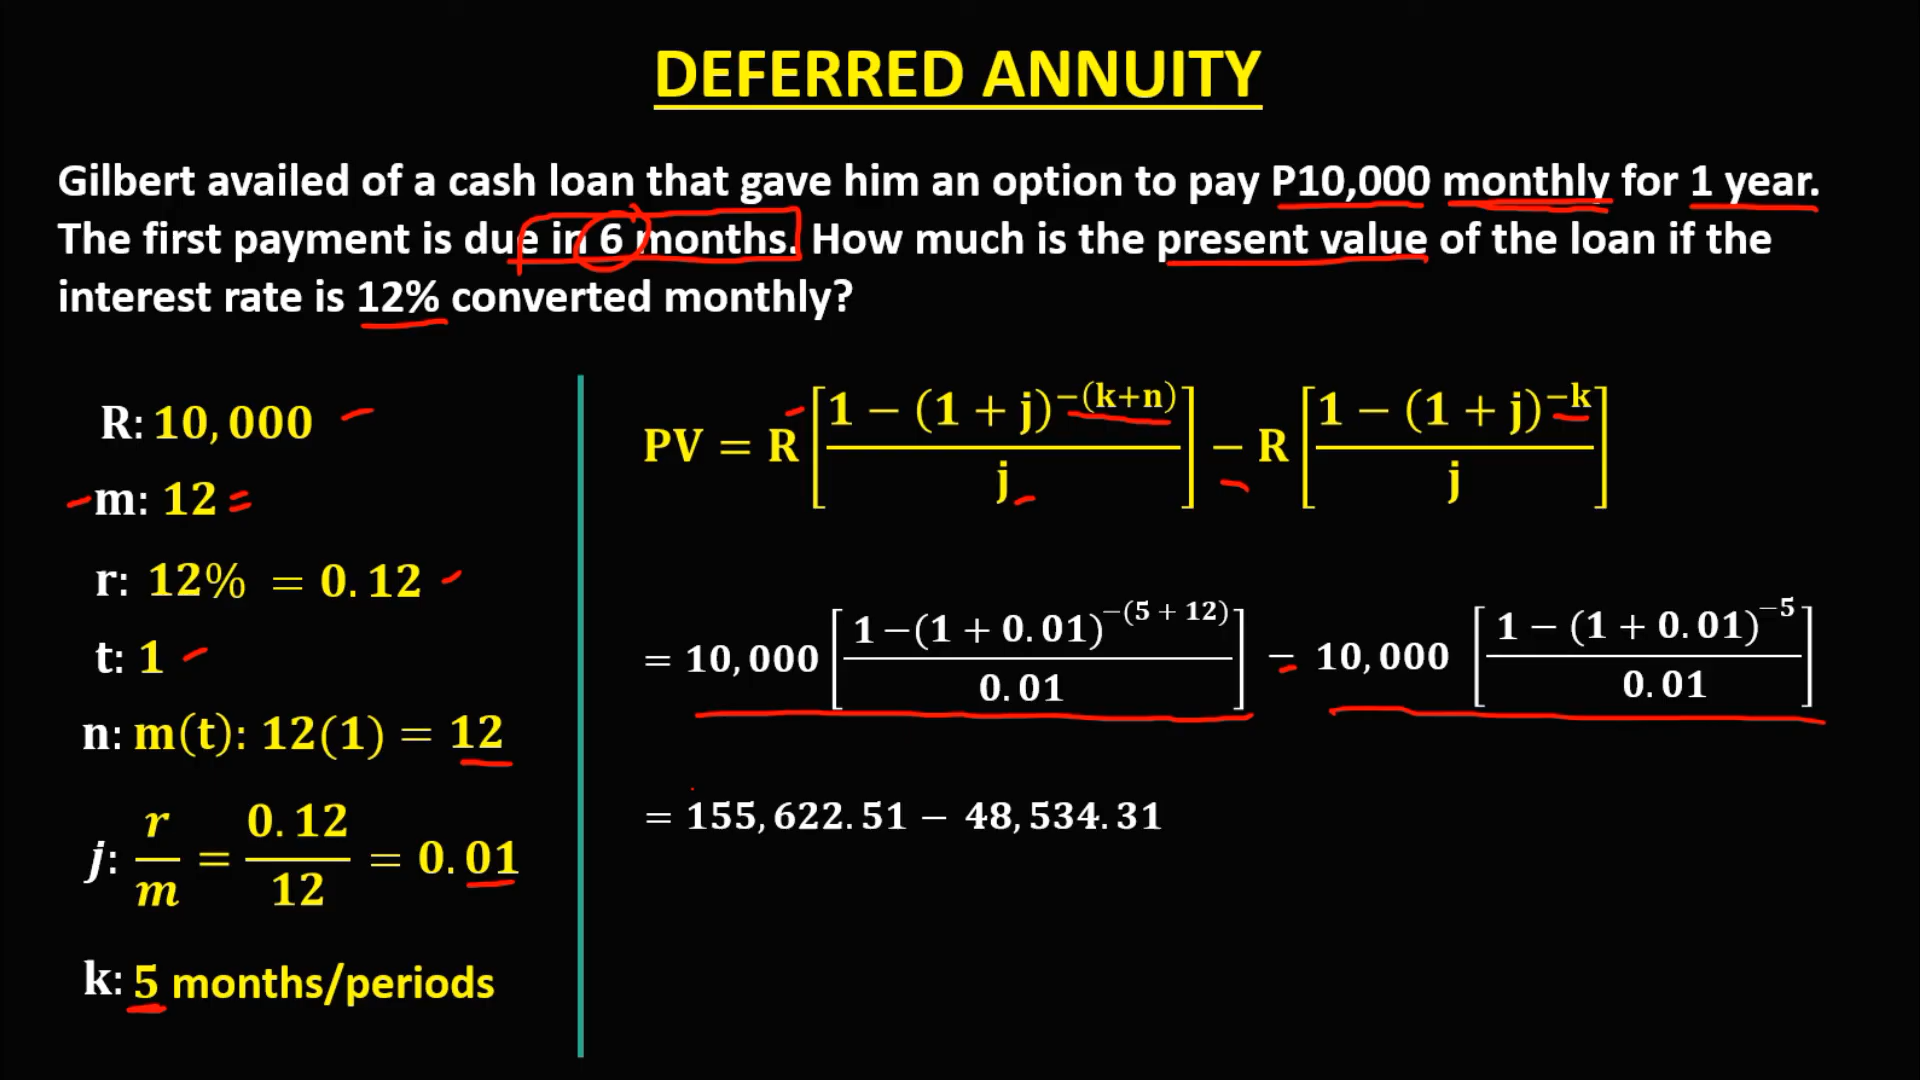 DEFERRED ANNUITY
Gilbert availed of a cash loan that gave him an option to pay P10,000 monthly for 1 year.
The first payment is due in 6 months. How much is the present value of the loan if the
interest rate is 12% converted monthly?
R: 10,000
m: 12
r: 12% = 0.12
t: 1
n: m(t): 12(1) = 12
j: r/m = 0.12/12 = 0.01
k: 5 months/periods
PV = R [1 − (1 + j)^−(k+n) / j] − R [1 − (1 + j)^−k / j]
= 10,000 [1 −(1 + 0.01)^−(5 + 12) / 0.01] − 10,000 [1 − (1 + 0.01)^−5 / 0.01]
= 155,622.51 − 48,534.31